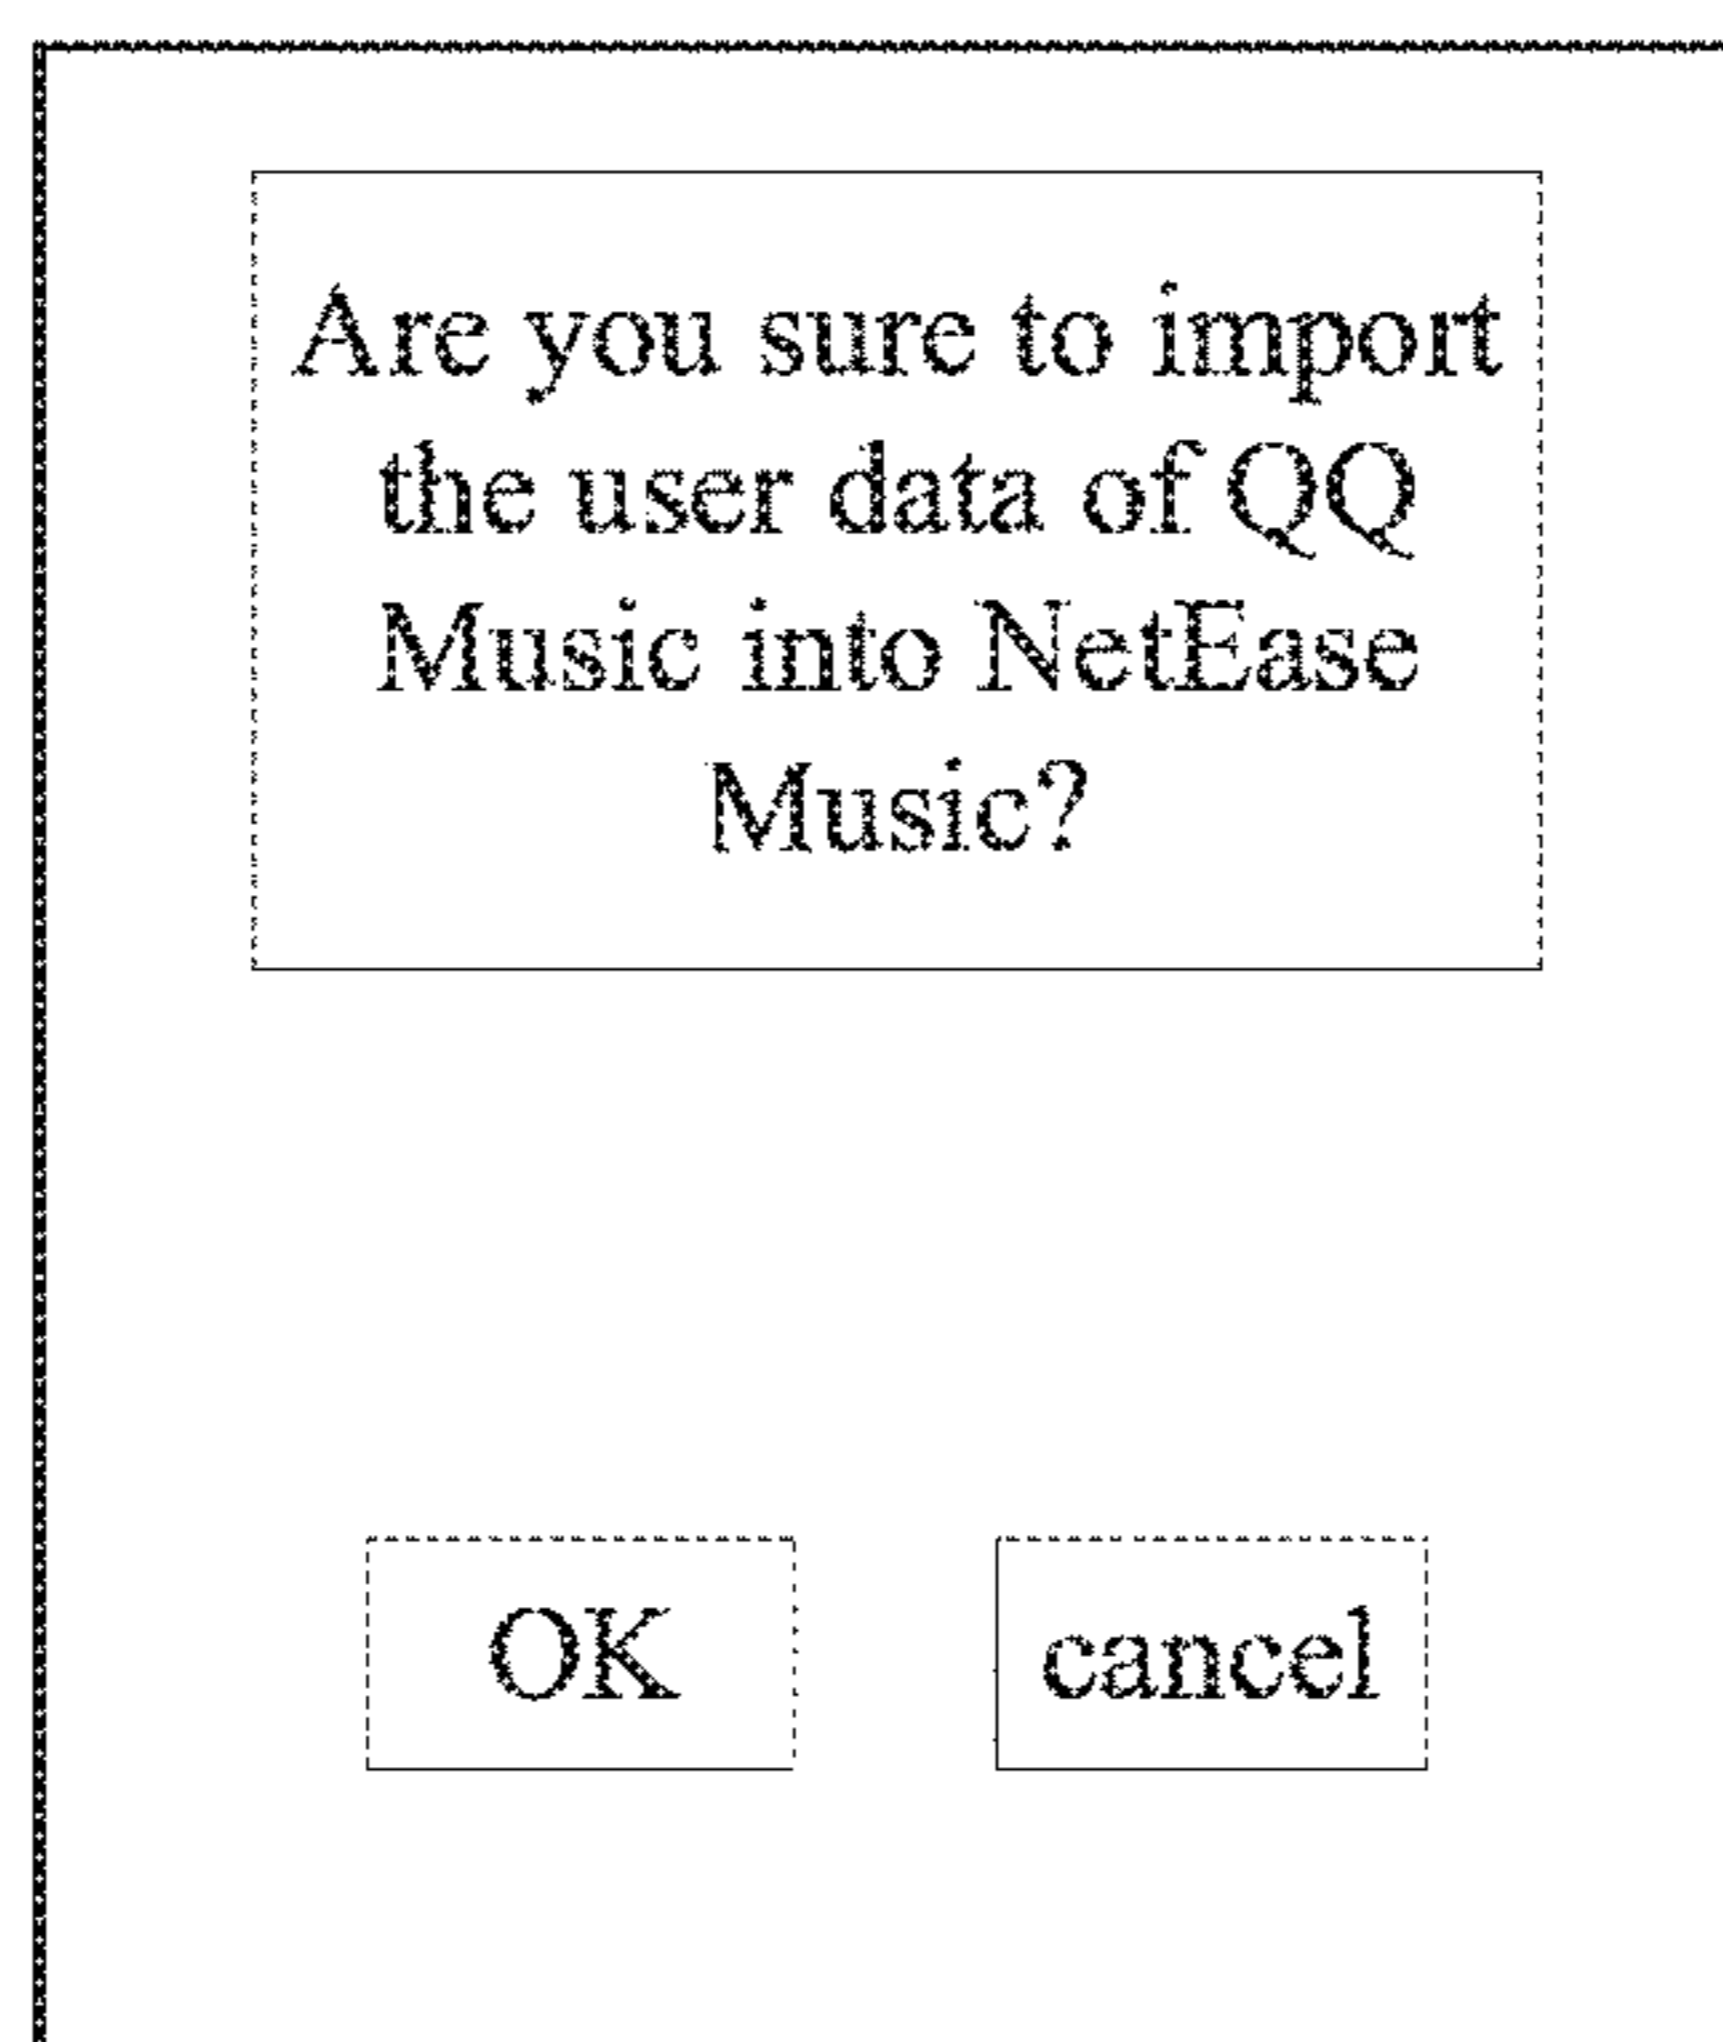 Are you sure to import
the user data of QQ
Music into NetEase
Music?
OK
cancel